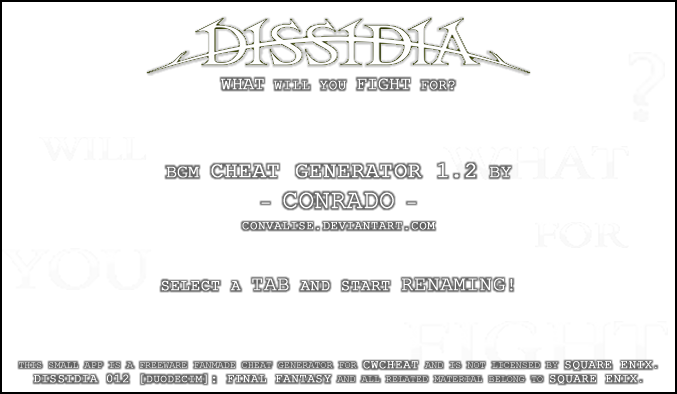 DISSIDIA
WHAT WILL YOU FIGHT FOR?
?
WILL
WHAT
BGM CHEAT GENERATOR 1.2 BY
- CONRADO -
CONVALISE.DEVIANTART.COM
FOR
YOU
SELECT A TAB AND START RENAMING!
FIGHT
THIS SMALL APP IS A FREEWARE FANMADE CHEAT GENERATOR FOR CWCHEAT AND IS NOT LICENSED BY SQUARE ENIX.
DISSIDIA 012 [DUODECIM]: FINAL FANTASY AND ALL RELATED MATERIAL BELONG TO SQUARE ENIX.